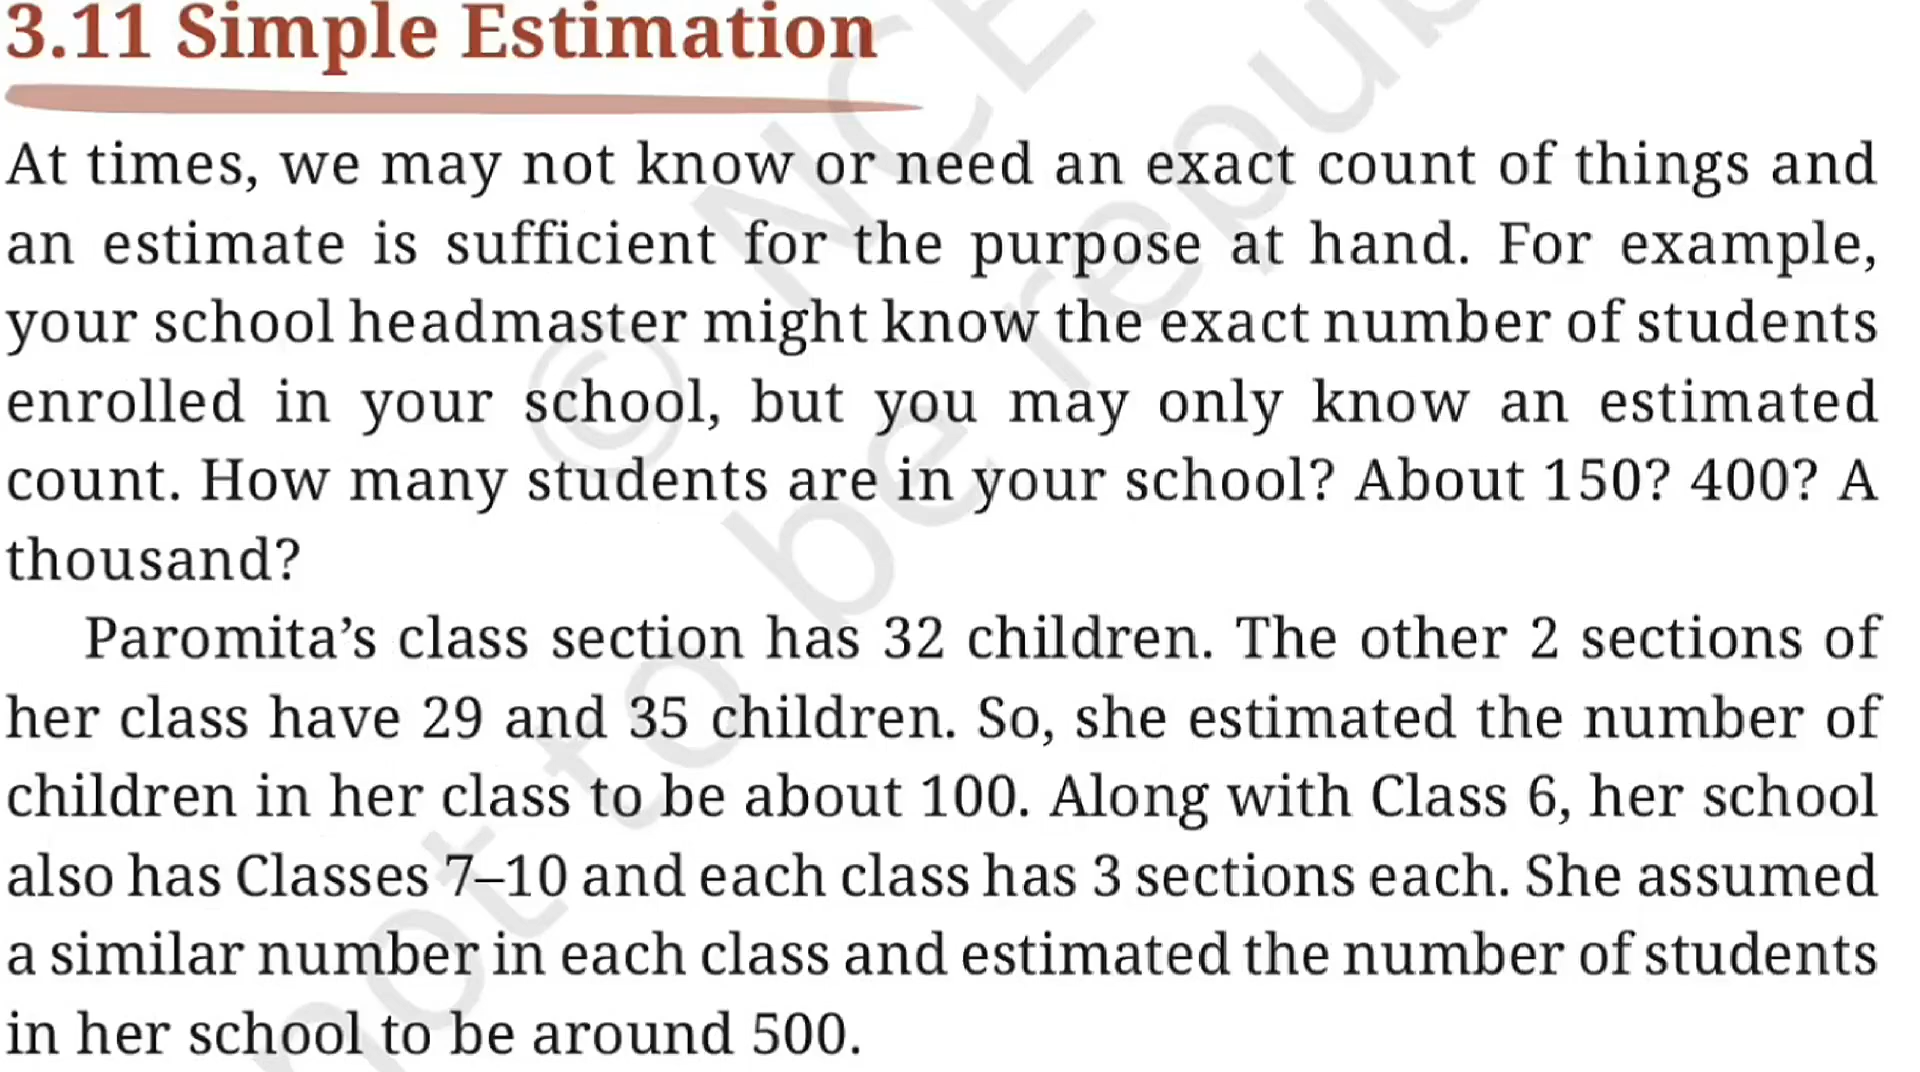 3.11 Simple Estimation
At times, we may not know or need an exact count of things and
an estimate is sufficient for the purpose at hand. For example,
your school headmaster might know the exact number of students
enrolled in your school, but you may only know an estimated
count. How many students are in your school? About 150? 400? A
thousand?
Paromita’s class section has 32 children. The other 2 sections of
her class have 29 and 35 children. So, she estimated the number of
children in her class to be about 100. Along with Class 6, her school
also has Classes 7–10 and each class has 3 sections each. She assumed
a similar number in each class and estimated the number of students
in her school to be around 500.
© NCE
not to be repub